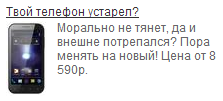 Твой телефон устарел?
Морально не тянет, да и
внешне потрепался? Пора
менять на новый! Цена от 8
590р.